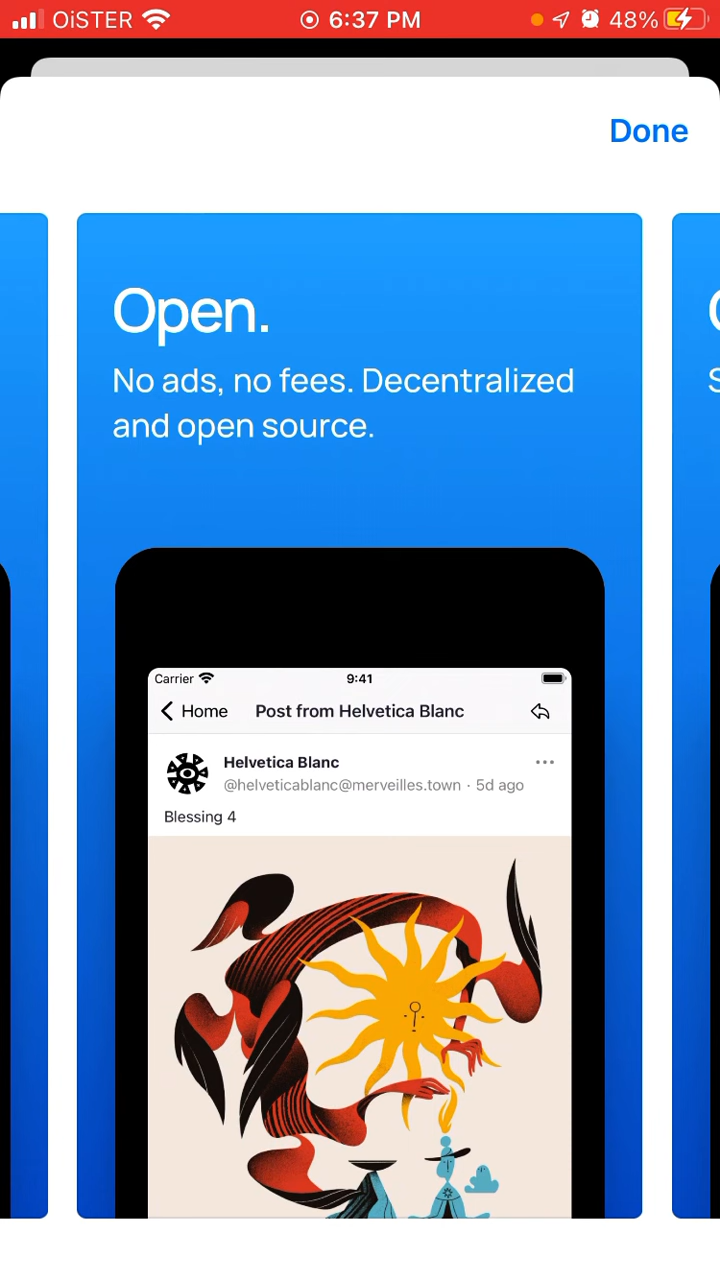 OiSTER 6:37 PM 48%
Done
Open.
No ads, no fees. Decentralized
and open source.
Carrier 9:41
Home Post from Helvetica Blanc
Helvetica Blanc
@helveticablanc@merveilles.town · 5d ago
Blessing 4